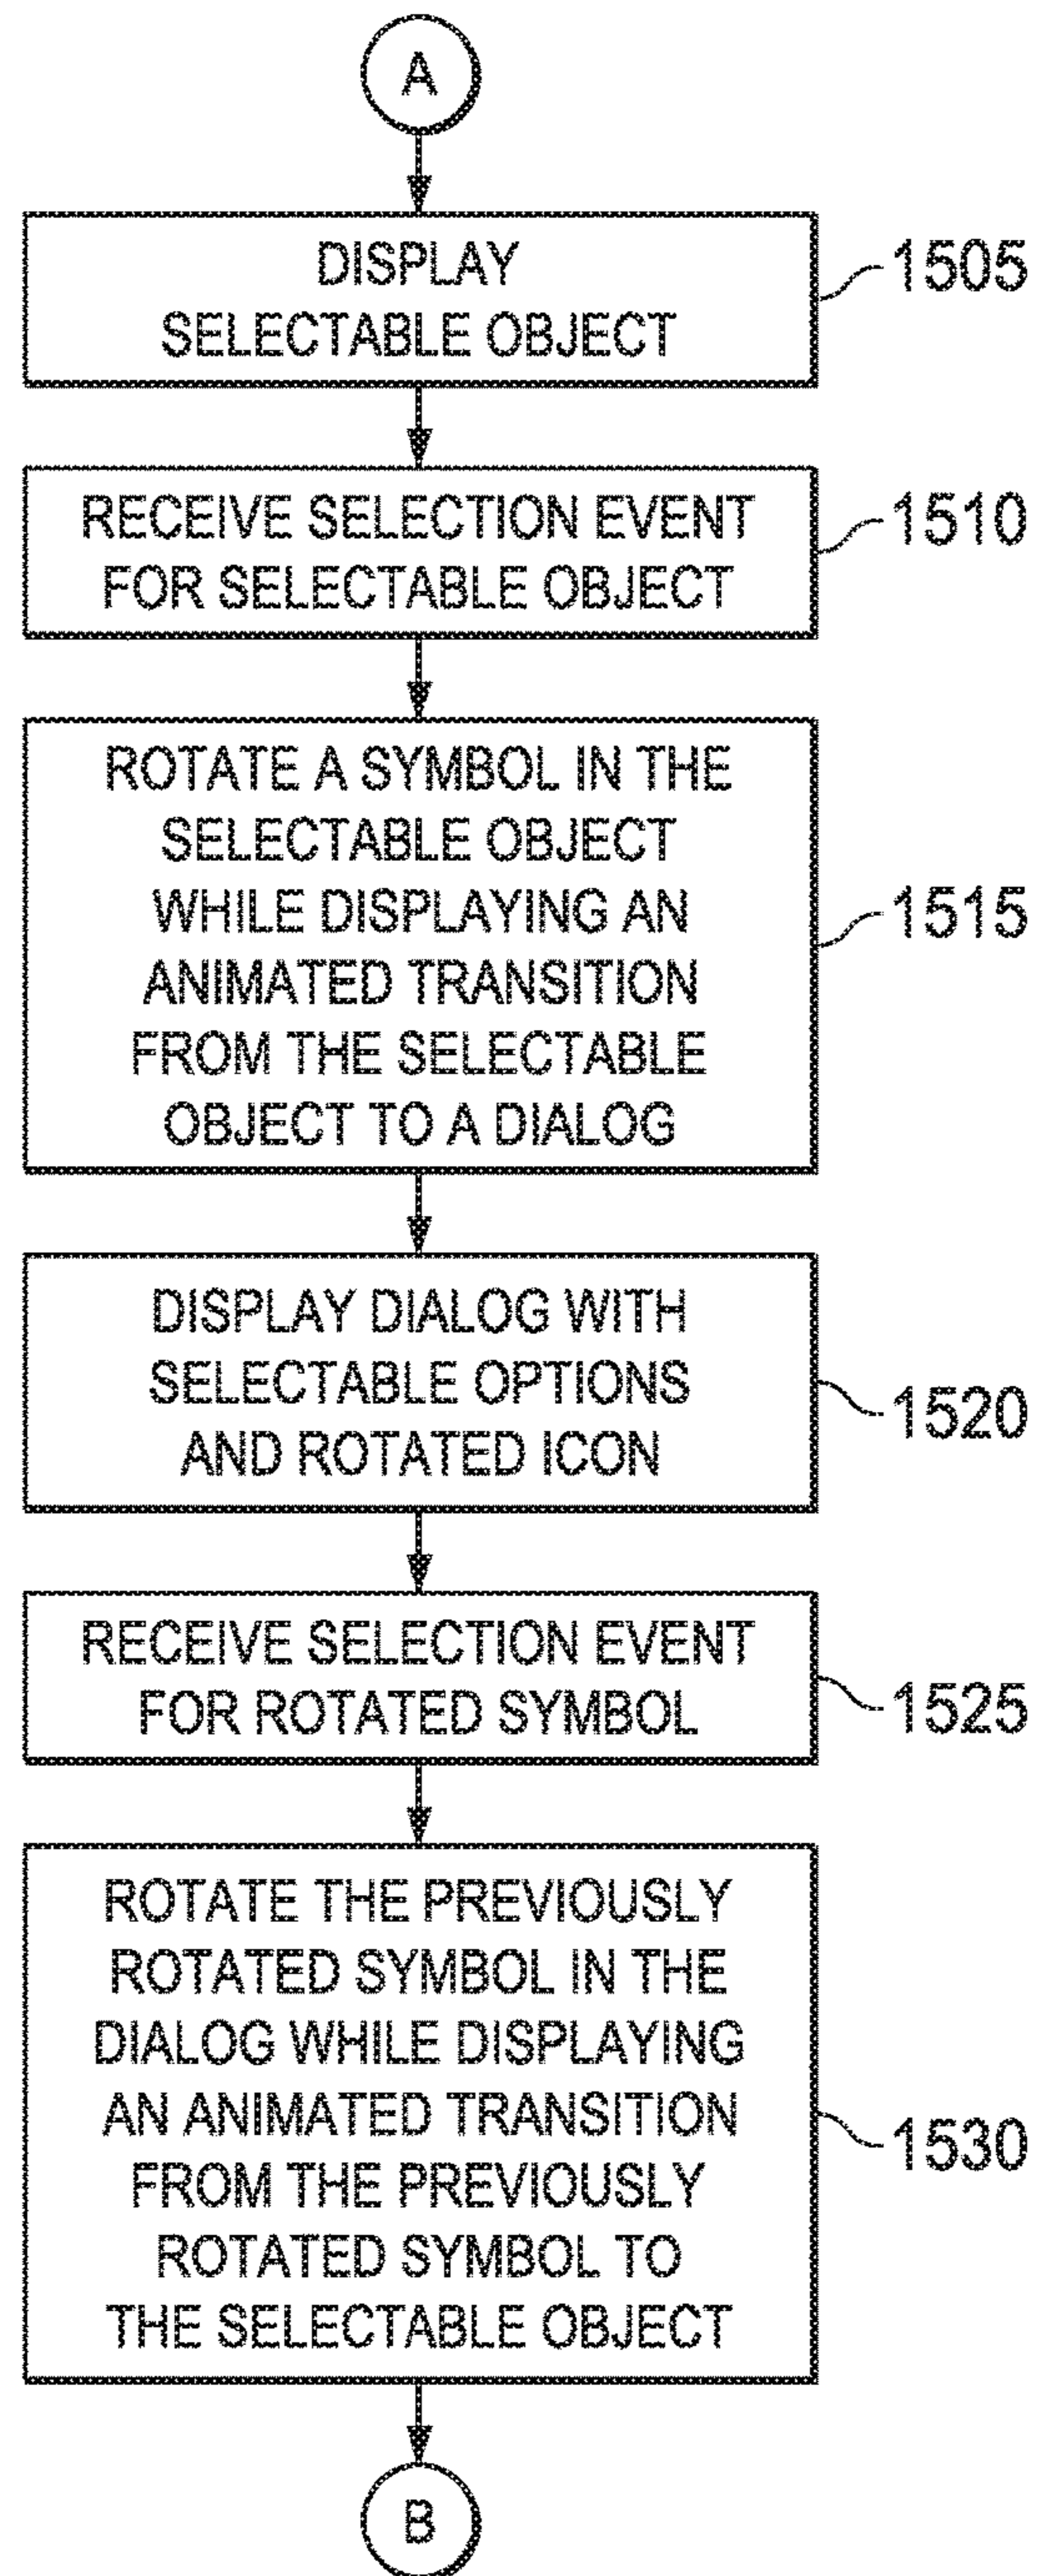 A
DISPLAY
SELECTABLE OBJECT
1505
RECEIVE SELECTION EVENT
FOR SELECTABLE OBJECT
1510
ROTATE A SYMBOL IN THE
SELECTABLE OBJECT
WHILE DISPLAYING AN
ANIMATED TRANSITION
FROM THE SELECTABLE
OBJECT TO A DIALOG
1515
DISPLAY DIALOG WITH
SELECTABLE OPTIONS
AND ROTATED ICON
1520
RECEIVE SELECTION EVENT
FOR ROTATED SYMBOL
1525
ROTATE THE PREVIOUSLY
ROTATED SYMBOL IN THE
DIALOG WHILE DISPLAYING
AN ANIMATED TRANSITION
FROM THE PREVIOUSLY
ROTATED SYMBOL TO
THE SELECTABLE OBJECT
1530
B